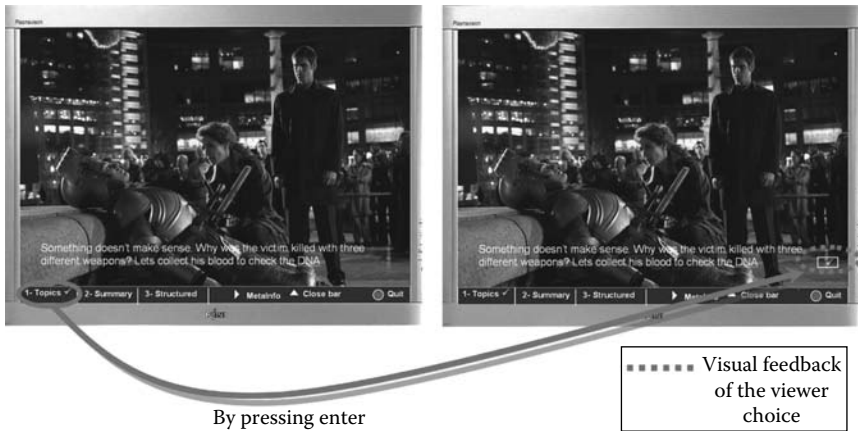 Something doesn't make sense. Why was the victim killed with three
different weapons? Lets collect his blood to check the DNA
1- Topics ✓ 2- Summary 3- Structured Metainfo Close bar Quit
Something doesn't make sense. Why was the victim killed with three
different weapons? Lets collect his blood to check the DNA
✓
1- Topics ✓ 2- Summary 3- Structured Close bar Quit
By pressing enter
Visual feedback
of the viewer
choice